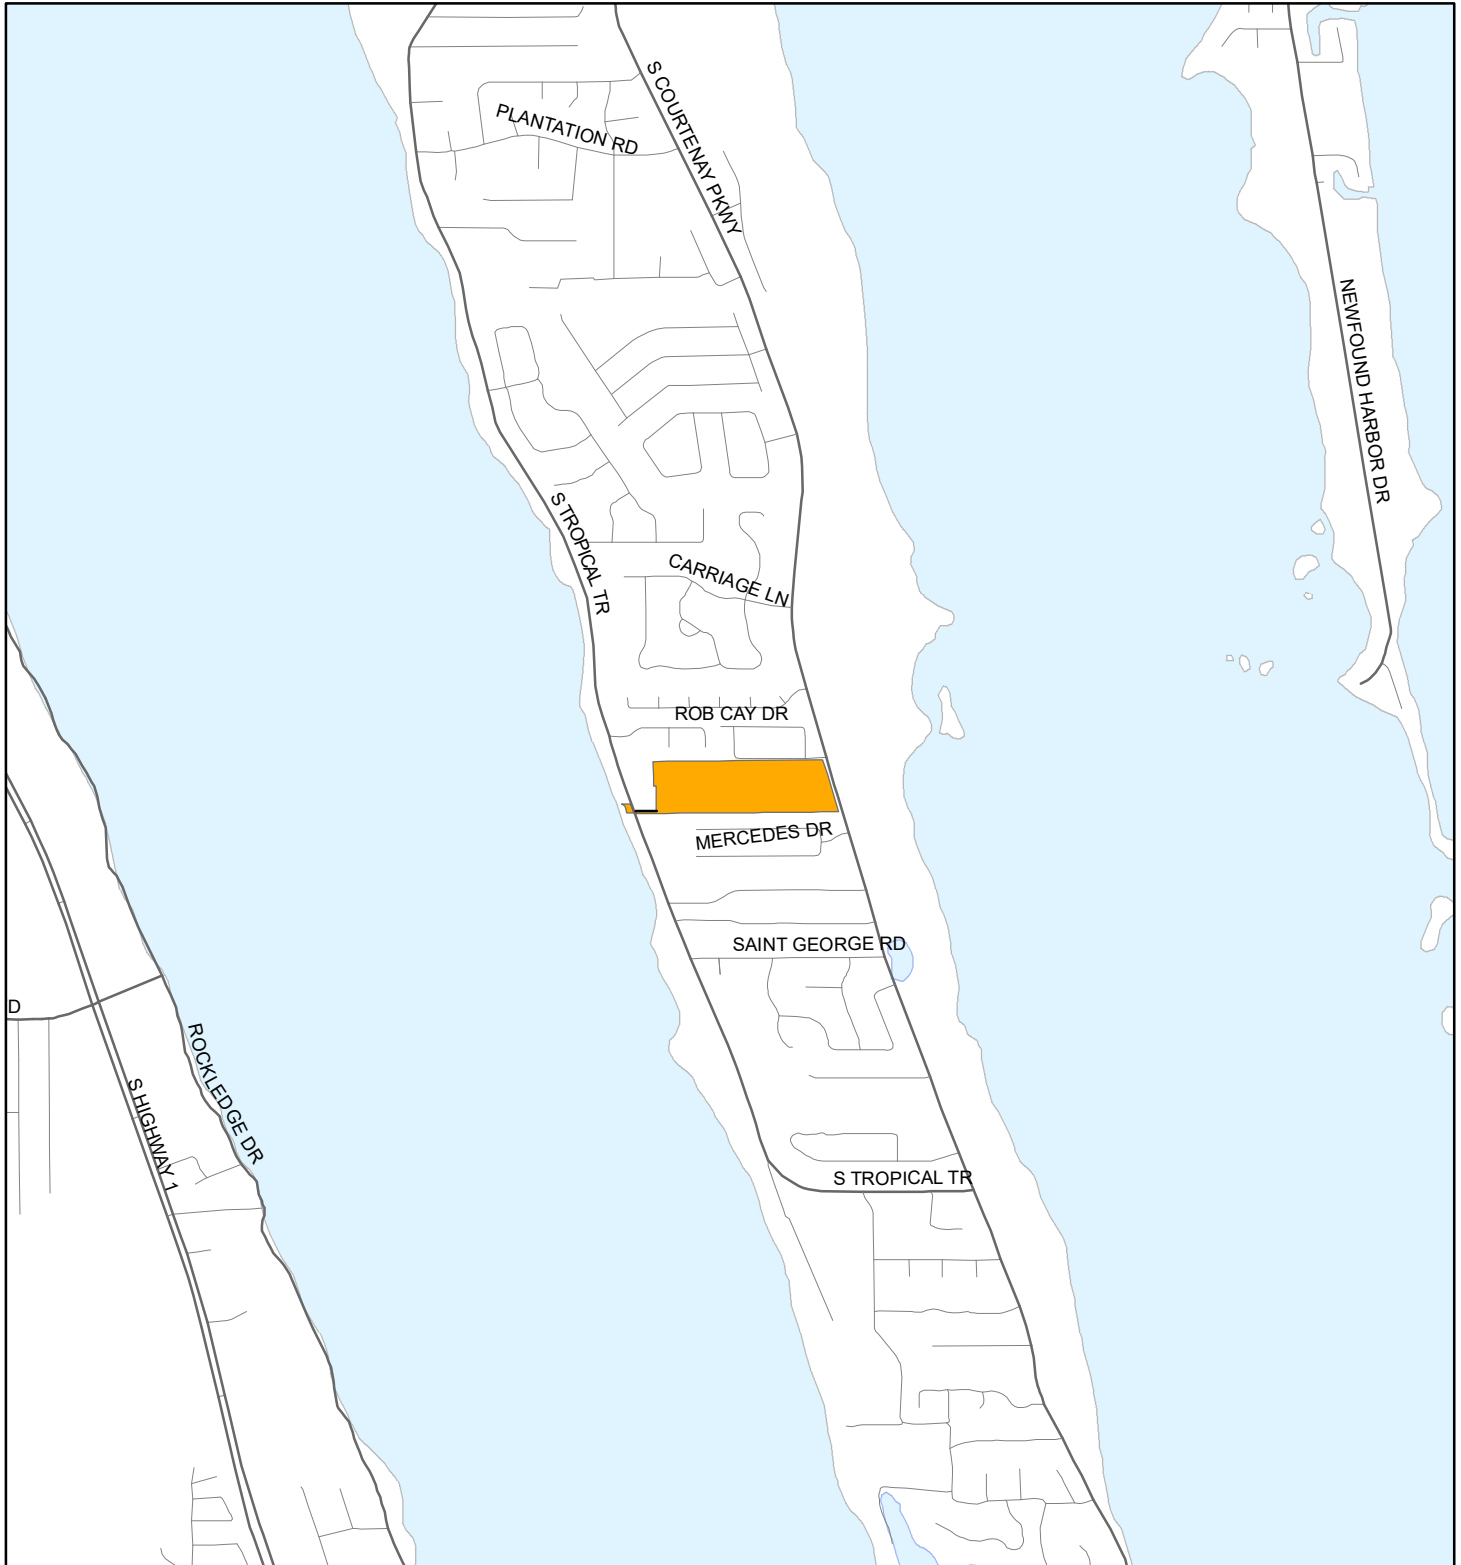 S COURTENAY PKWY
PLANTATION RD
NEWFOUND HARBOR DR
S TROPICAL TR
CARRIAGE LN
ROB CAY DR
MERCEDES DR
SAINT GEORGE RD
D
ROCKLEDGE DR
S HIGHWAY 1
S TROPICAL TR